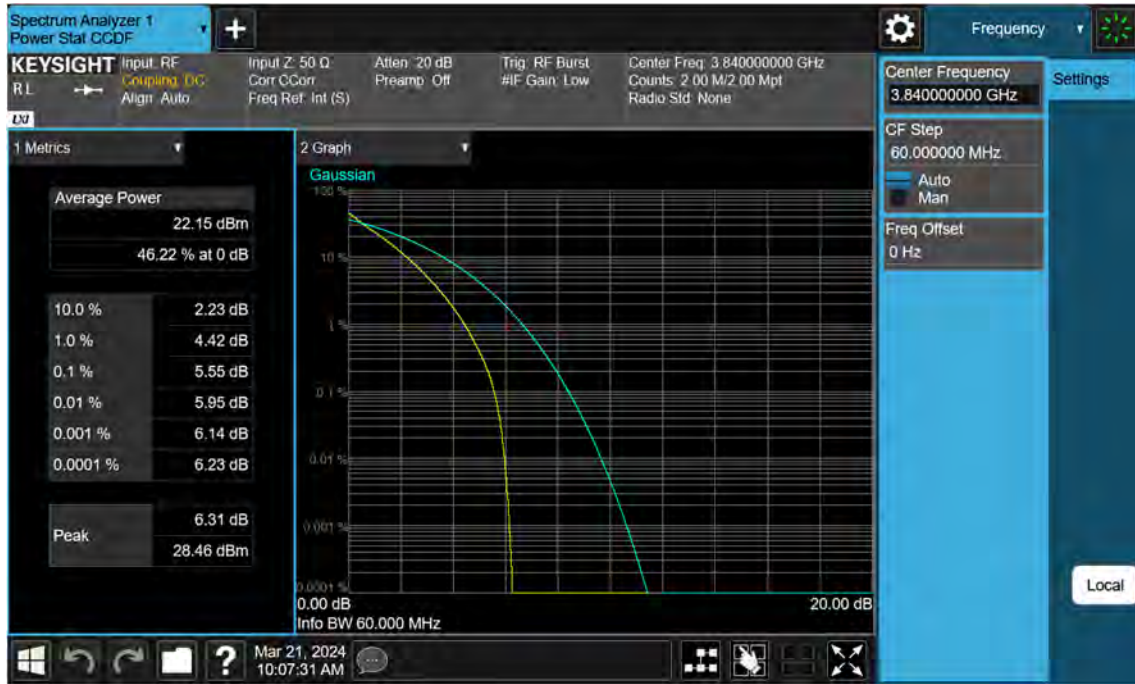 Spectrum Analyzer 1
Power Stat CCDF
+
Frequency
KEYSIGHT
RL
LXI
Input: RF
Coupling: DC
Align: Auto
Input Z: 50 Ω
Corr CCorr
Freq Ref: Int (S)
Atten: 20 dB
Preamp: Off
Trig: RF Burst
#IF Gain: Low
Center Freq: 3.840000000 GHz
Counts: 2.00 M/2.00 Mpt
Radio Std: None
Center Frequency
3.840000000 GHz
Settings
CF Step
60.000000 MHz
Auto
Man
Freq Offset
0 Hz
1 Metrics
Average Power
22.15 dBm
46.22 % at 0 dB
10.0 % 2.23 dB
1.0 % 4.42 dB
0.1 % 5.55 dB
0.01 % 5.95 dB
0.001 % 6.14 dB
0.0001 % 6.23 dB
Peak
6.31 dB
28.46 dBm
2 Graph
Gaussian
100 %
10 %
1 %
0.1 %
0.01 %
0.001 %
0.0001 %
0.00 dB 20.00 dB
Info BW 60.000 MHz
Local
?
Mar 21, 2024
10:07:31 AM